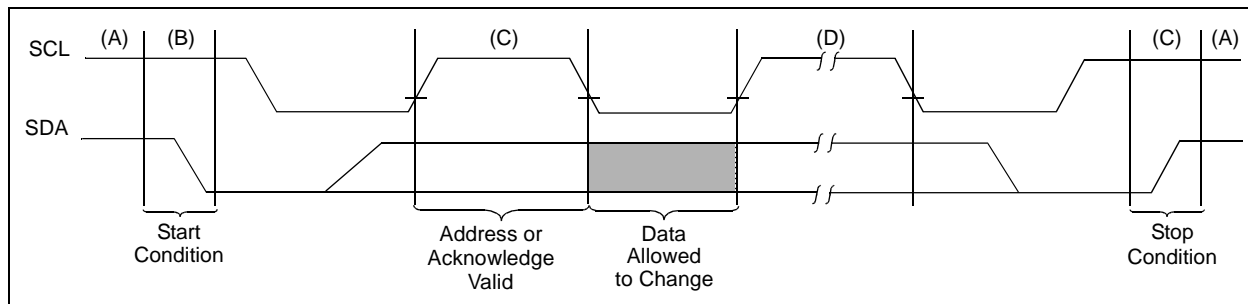 (A) (B) (C) (D) (C) (A)
SCL
SDA
Start
Condition
Address or
Acknowledge
Valid
Data
Allowed
to Change
Stop
Condition